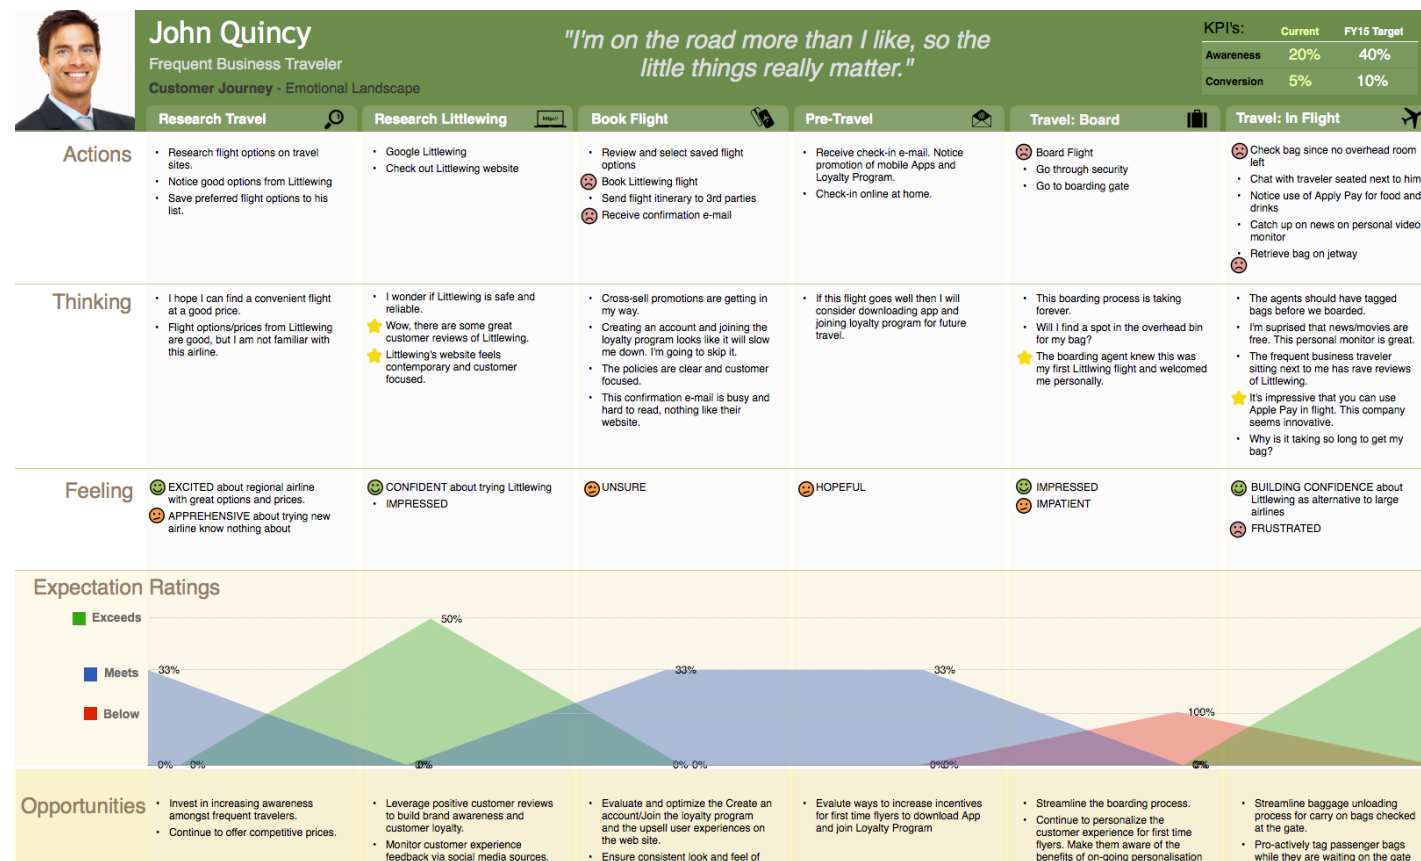 John Quincy
Frequent Business Traveler
Customer Journey - Emotional Landscape
"I'm on the road more than I like, so the
little things really matter."
KPI's: Current FY15 Target
Awareness 20% 40%
Conversion 5% 10%
Research Travel
Research Littlewing
http://
Book Flight
Pre-Travel
Travel: Board
Travel: In Flight
Actions
• Research flight options on travel
sites.
• Notice good options from Littlewing
• Save preferred flight options to his
list.
• Google Littlewing
• Check out Littlewing website
• Review and select saved flight
options
Book Littlewing flight
• Send flight itinerary to 3rd parties
Receive confirmation e-mail
• Receive check-in e-mail. Notice
promotion of mobile Apps and
Loyalty Program.
• Check-in online at home.
Board Flight
• Go through security
• Go to boarding gate
Check bag since no overhead room
left
• Chat with traveler seated next to him
• Notice use of Apply Pay for food and
drinks
• Catch up on news on personal video
monitor
• Retrieve bag on jetway
Thinking
• I hope I can find a convenient flight
at a good price.
• Flight options/prices from Littlewing
are good, but I am not familiar with
this airline.
• I wonder if Littlewing is safe and
reliable.
Wow, there are some great
customer reviews of Littlewing.
Littlewing's website feels
contemporary and customer
focused.
• Cross-sell promotions are getting in
my way.
• Creating an account and joining the
loyalty program looks like it will slow
me down. I'm going to skip it.
• The policies are clear and customer
focused.
• This confirmation e-mail is busy and
hard to read, nothing like their
website.
• If this flight goes well then I will
consider downloading app and
joining loyalty program for future
travel.
• This boarding process is taking
forever.
• Will I find a spot in the overhead bin
for my bag?
The boarding agent knew this was
my first Littlwing flight and welcomed
me personally.
• The agents should have tagged
bags before we boarded.
• I'm suprised that news/movies are
free. This personal monitor is great.
• The frequent business traveler
sitting next to me has rave reviews
of Littlewing.
It's impressive that you can use
Apple Pay in flight. This company
seems innovative.
• Why is it taking so long to get my
bag?
Feeling
EXCITED about regional airline
with great options and prices.
APPREHENSIVE about trying new
airline know nothing about
CONFIDENT about trying Littlewing
• IMPRESSED
UNSURE
HOPEFUL
IMPRESSED
IMPATIENT
BUILDING CONFIDENCE about
Littlewing as alternative to large
airlines
FRUSTRATED
Expectation Ratings
Exceeds
50%
Meets
33% 33% 33%
Below
100%
0% 0% 0% 0% 0% 0% 0% 0%
Opportunities
• Invest in increasing awareness
amongst frequent travelers.
• Continue to offer competitive prices.
• Leverage positive customer reviews
to build brand awareness and
customer loyalty.
• Monitor customer experience
feedback via social media sources.
• Evaluate and optimize the Create an
account/Join the loyalty program
and the upsell user experiences on
the web site.
• Ensure consistent look and feel of
• Evalute ways to increase incentives
for first time flyers to download App
and join Loyalty Program
• Streamline the boarding process.
• Continue to personalize the
customer experience for first time
flyers. Make them aware of the
benefits of on-going personalisation
• Streamline baggage unloading
process for carry on bags checked
at the gate.
• Pro-actively tag passenger bags
while they are waiting on the gate